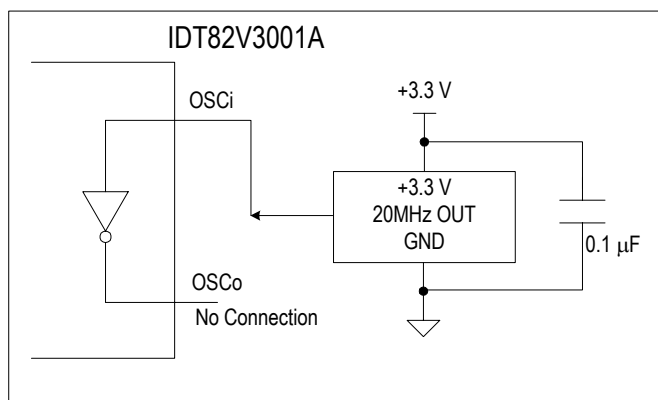 IDT82V3001A
OSCi
+3.3 V
+3.3 V
20MHz OUT
GND
0.1 μF
OSCo
No Connection